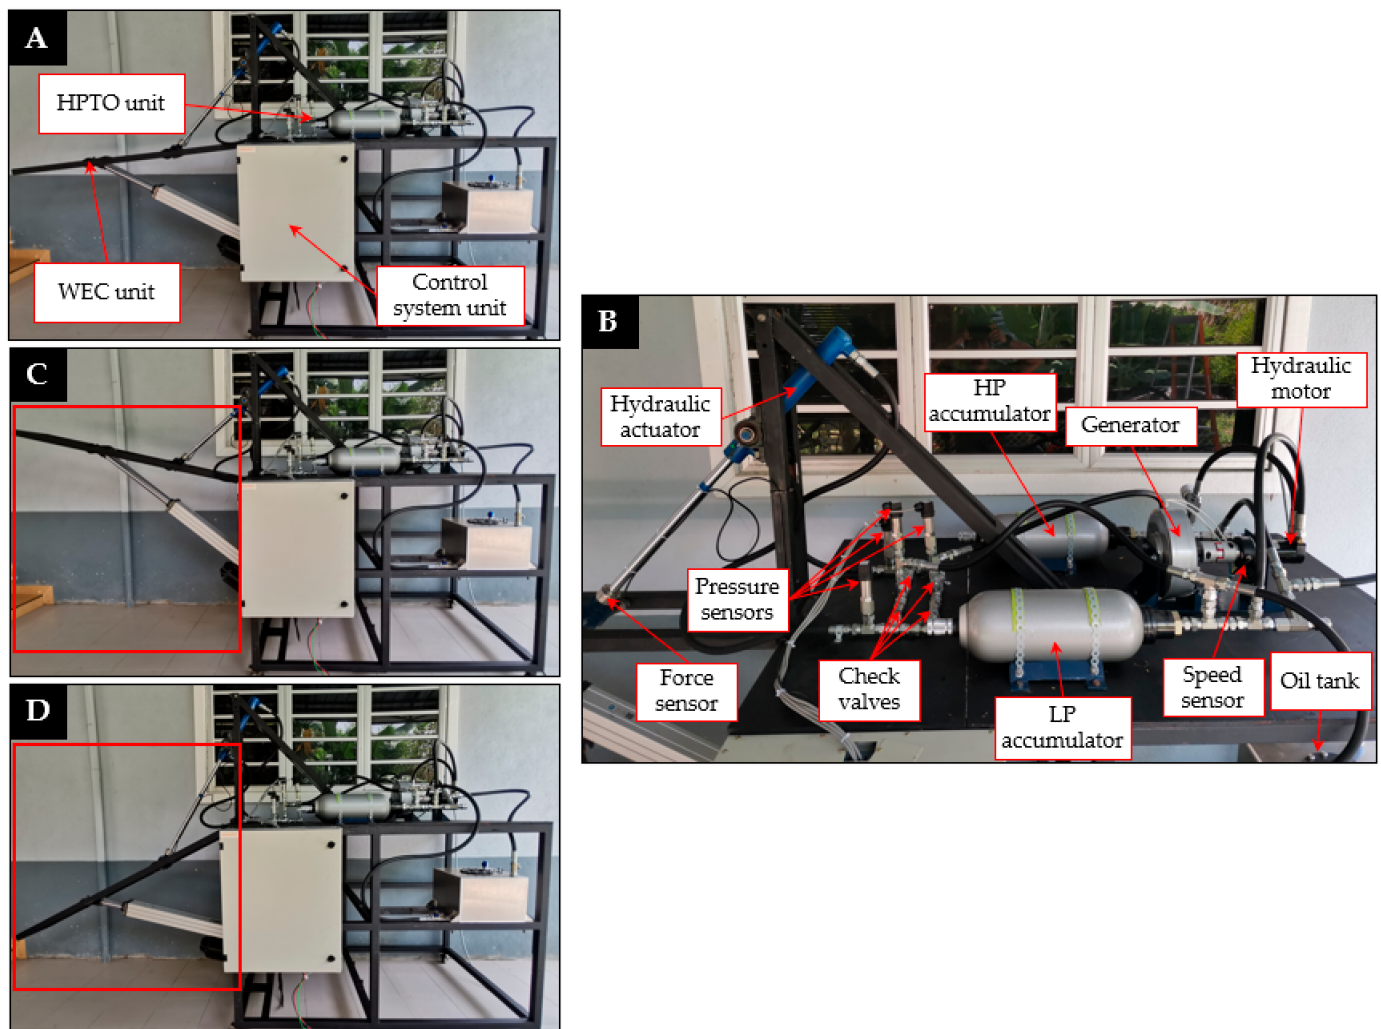 A
HPTO unit
WEC unit
Control
system unit
C
D
B
Hydraulic
actuator
HP
accumulator
Generator
Hydraulic
motor
Pressure
sensors
Force
sensor
Check
valves
LP
accumulator
Speed
sensor
Oil tank